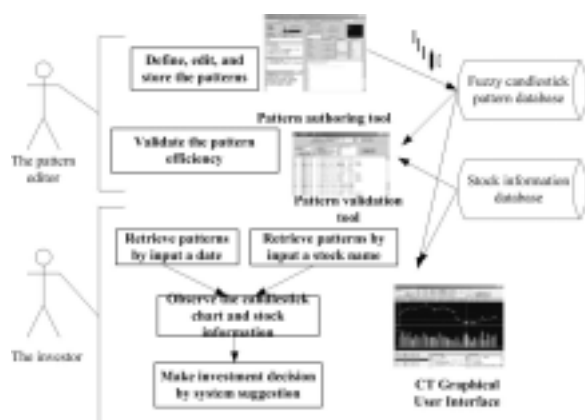 Define, edit, and
store the patterns
Fuzzy candlestick
pattern database
Pattern authoring tool
Validate the pattern
efficiency
The pattern
editor
Stock information
database
Pattern validation
tool
Retrieve patterns
by input a date
Retrieve patterns by
input a stock name
Observe the candlestick
chart and stock
information
The investor
Make investment decision
by system suggestion
CT Graphical
User Interface